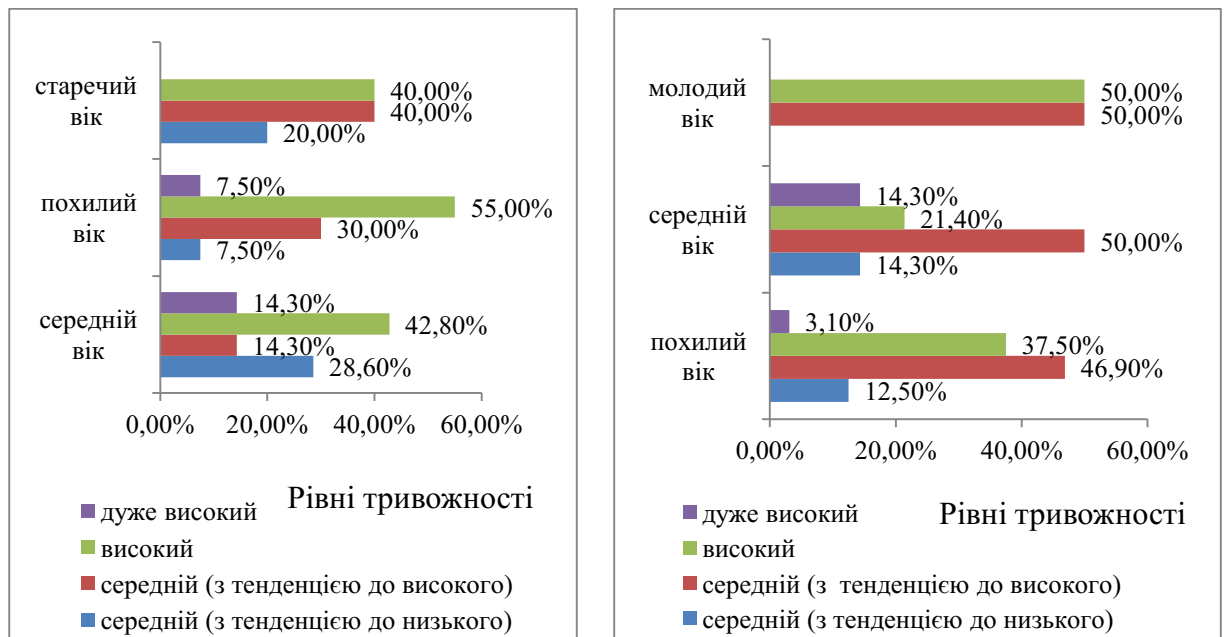 старечий
вік
40,00%
40,00%
20,00%
похилий
вік
7,50%
55,00%
30,00%
7,50%
середній
вік
14,30%
42,80%
14,30%
28,60%
0,00%
20,00%
40,00%
60,00%
Рівні тривожності
дуже високий
високий
середній (з тенденцією до високого)
середній (з тенденцією до низького)
молодий
вік
50,00%
50,00%
середній
вік
14,30%
21,40%
50,00%
14,30%
похилий
вік
3,10%
37,50%
46,90%
12,50%
0,00%
20,00%
40,00%
60,00%
Рівні тривожності
дуже високий
високий
середній (з тенденцією до високого)
середній (з тенденцією до низького)